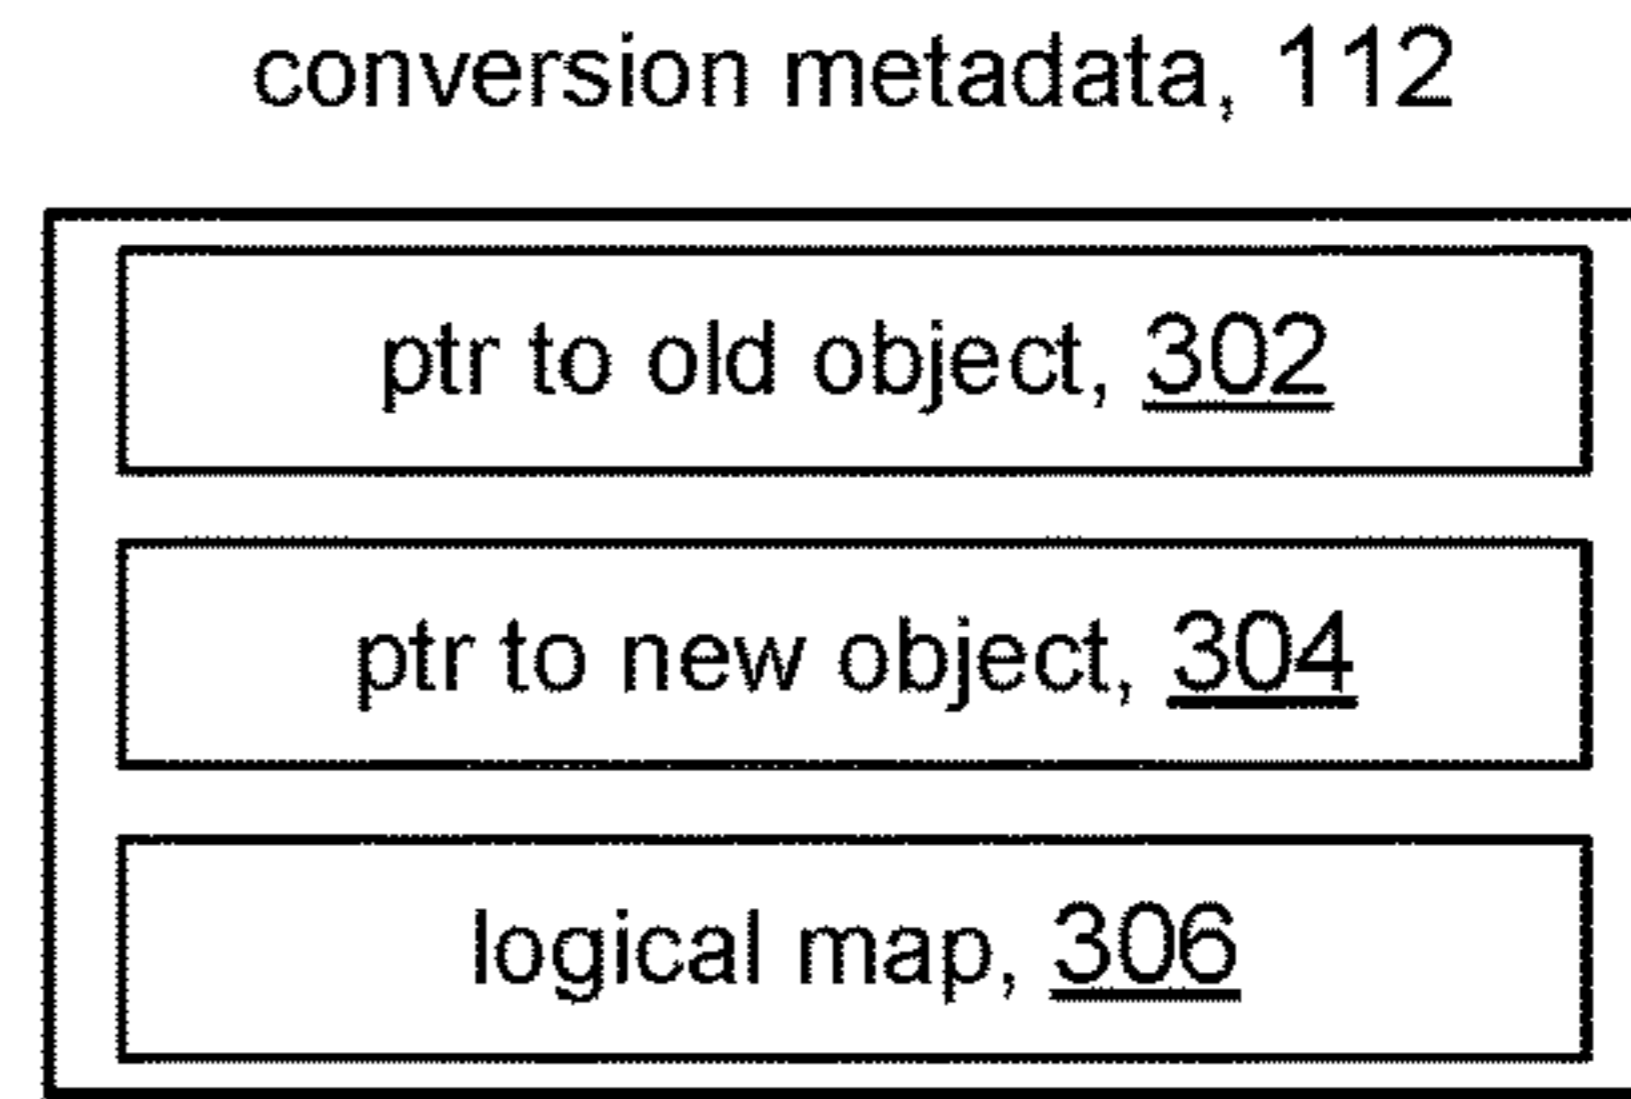 conversion metadata, 112
ptr to old object, 302
ptr to new object, 304
logical map, 306